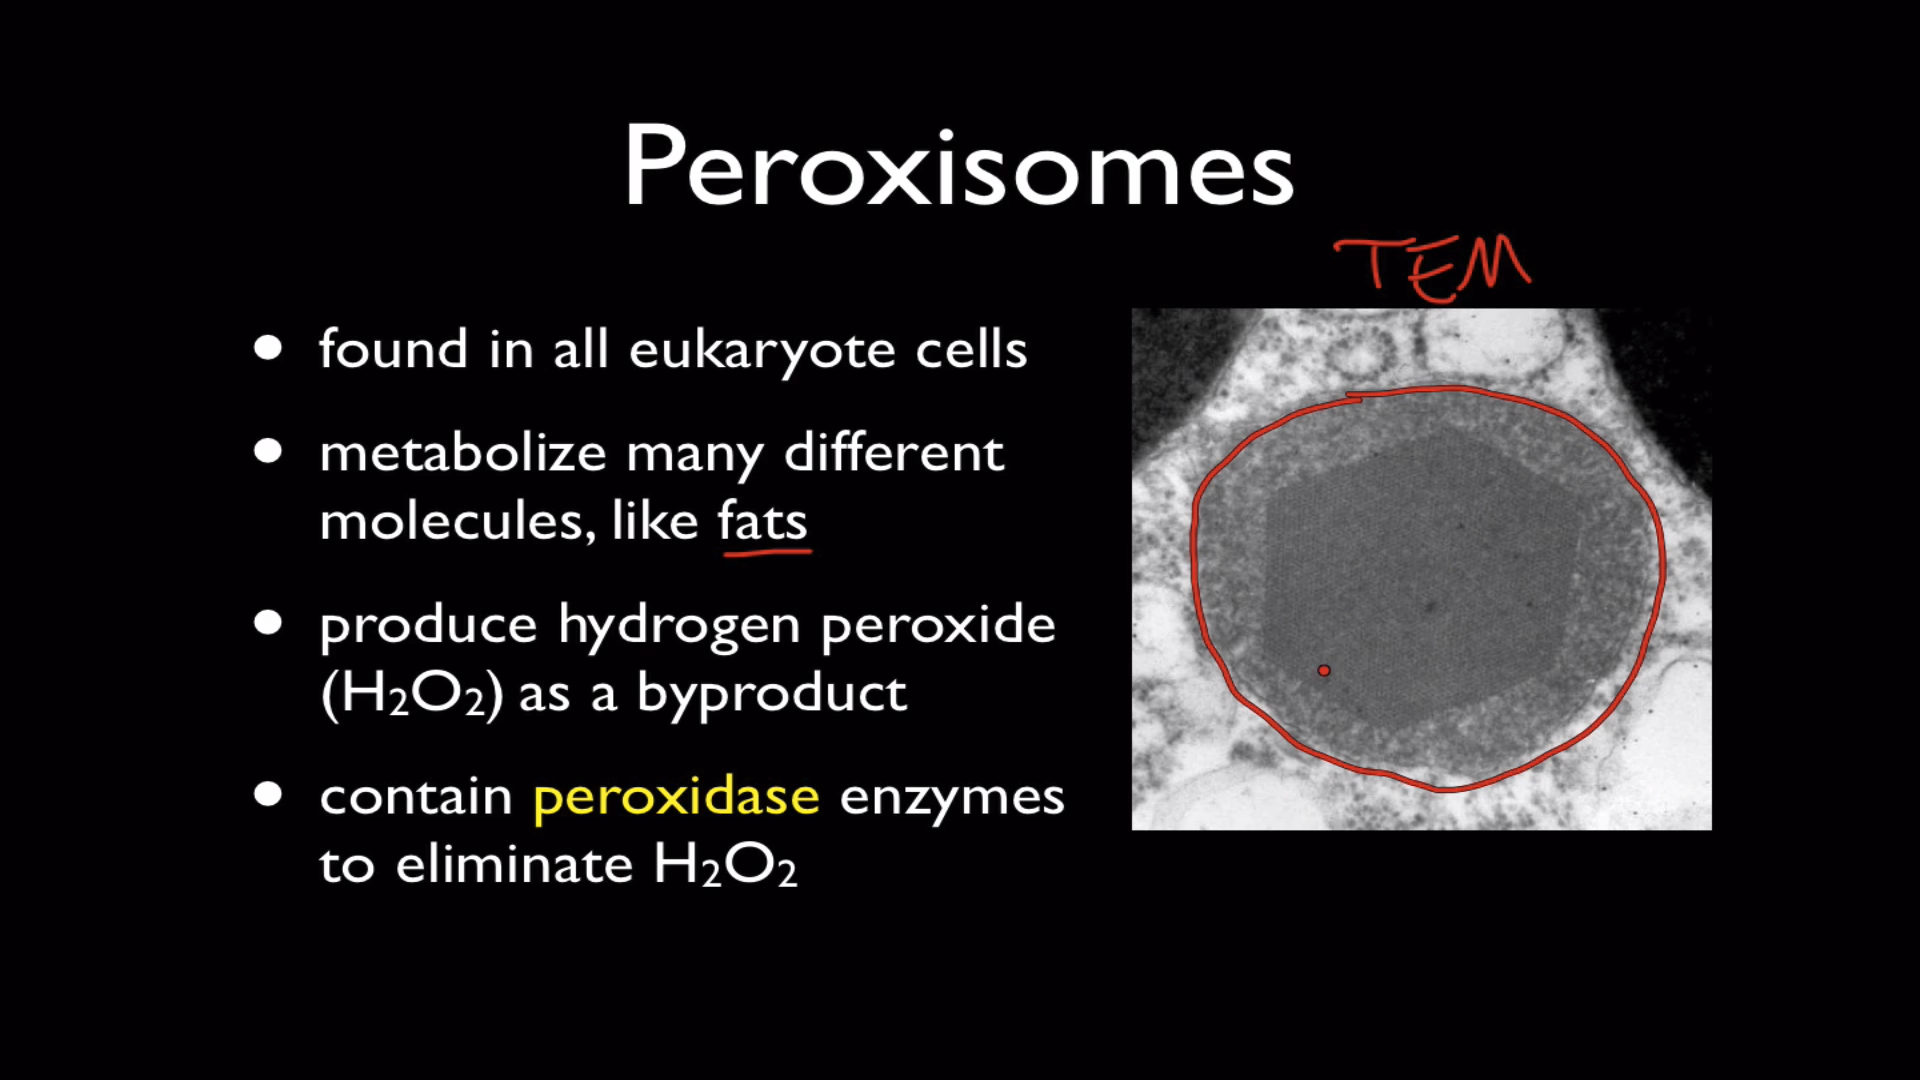 Peroxisomes
TEM
• found in all eukaryote cells
• metabolize many different
molecules, like fats
• produce hydrogen peroxide
(H₂O₂) as a byproduct
• contain peroxidase enzymes
to eliminate H₂O₂